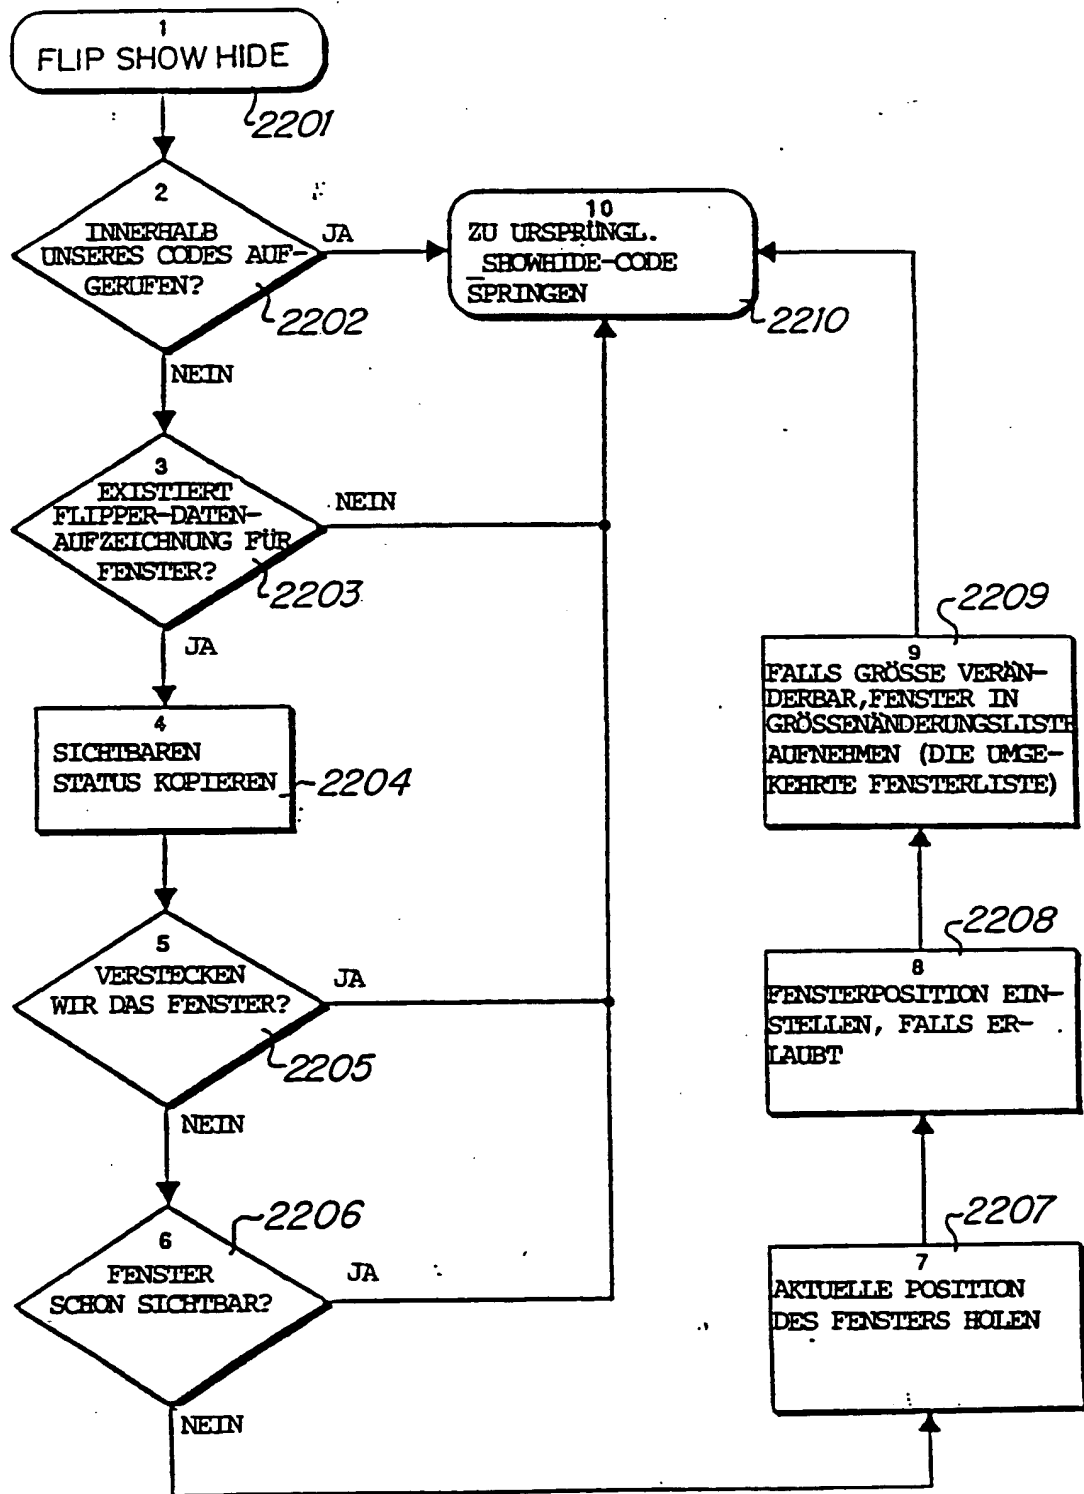 1
FLIP SHOW HIDE
2201
2
INNERHALB
UNSERES CODES AUF-
GERUFEN?
2202
JA
NEIN
10
ZU URSPRÜNGL.
_SHOWHIDE-CODE
SPRINGEN
2210
3
EXISTIERT
FLIPPER-DATEN-
AUFZEICHNUNG FÜR
FENSTER?
2203
NEIN
JA
4
SICHTBAREN
STATUS KOPIEREN
2204
5
VERSTECKEN
WIR DAS FENSTER?
2205
JA
NEIN
6
FENSTER
SCHON SICHTBAR?
2206
JA
NEIN
7
AKTUELLE POSITION
DES FENSTERS HOLEN
2207
8
FENSTERPOSITION EIN-
STELLEN, FALLS ER-
LAUBT
2208
9
FALLS GRÖSSE VERÄN-
DERBAR,FENSTER IN
GRÖSSENÄNDERUNGSLISTE
AUFNEHMEN (DIE UMGE-
KEHRTE FENSTERLISTE)
2209